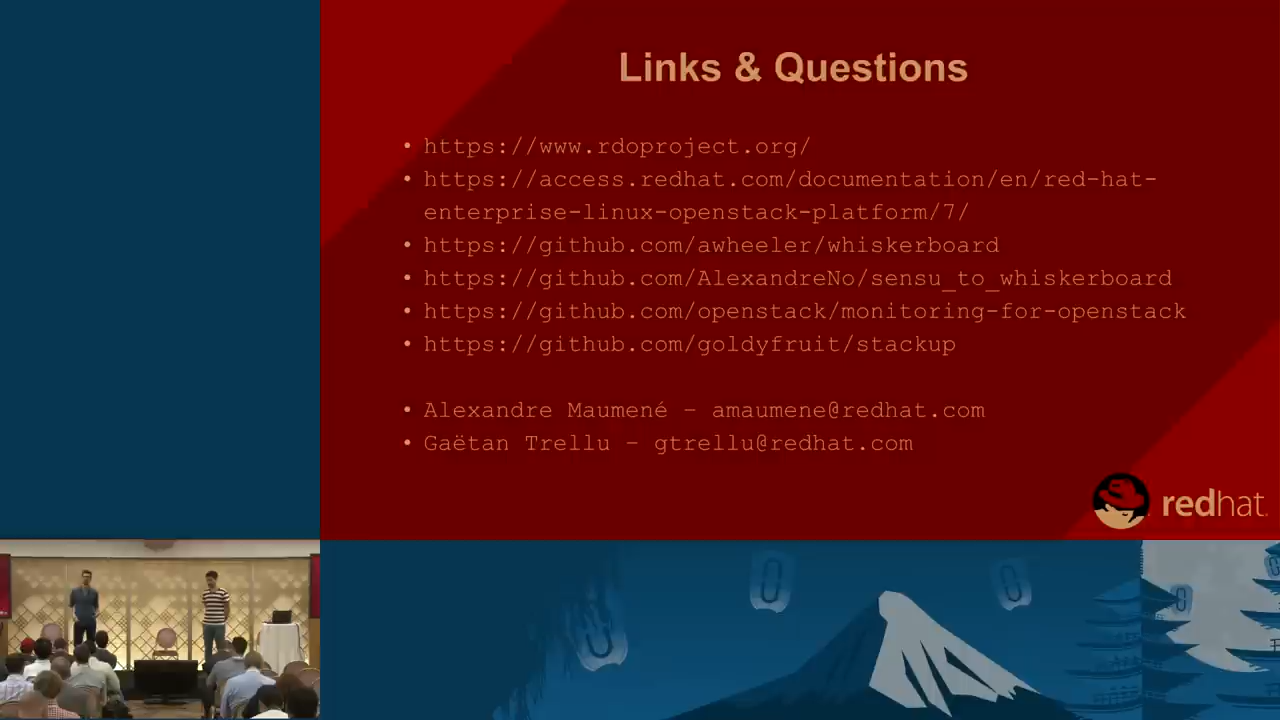 Links & Questions
• https://www.rdoproject.org/
• https://access.redhat.com/documentation/en/red-hat-
enterprise-linux-openstack-platform/7/
• https://github.com/awheeler/whiskerboard
• https://github.com/AlexandreNo/sensu_to_whiskerboard
• https://github.com/openstack/monitoring-for-openstack
• https://github.com/goldyfruit/stackup
• Alexandre Maumené – amaumene@redhat.com
• Gaëtan Trellu – gtrellu@redhat.com
redhat.